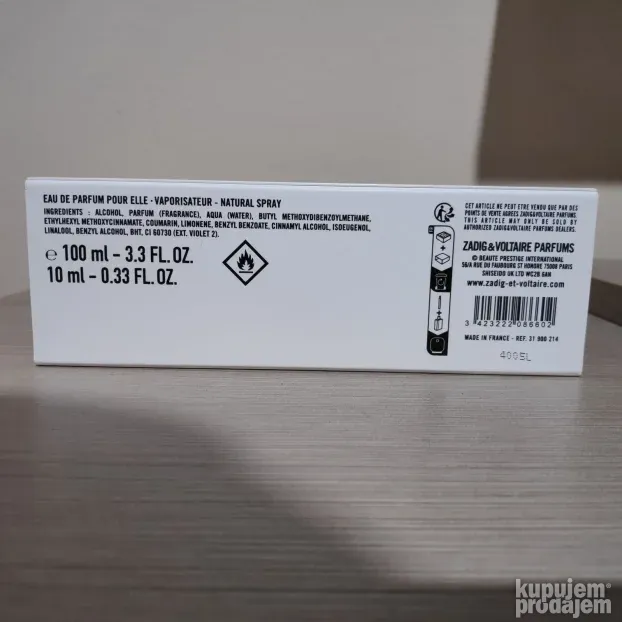 EAU DE PARFUM POUR ELLE · VAPORISATEUR - NATURAL SPRAY
INGREDIENTS : ALCOHOL, PARFUM (FRAGRANCE), AQUA (WATER), BUTYL METHOXYDIBENZOYLMETHANE,
ETHYLHEXYL METHOXYCINNAMATE, COUMARIN, LIMONENE, BENZYL BENZOATE, CINNAMYL ALCOHOL, ISOEUGENOL,
LINALOOL, BENZYL ALCOHOL, BHT, CI 60730 (EXT. VIOLET 2).
℮ 100 ml – 3.3 FL. OZ.
10 ml – 0.33 FL. OZ.
CET ARTICLE NE PEUT ETRE VENDU QUE PAR DES
POINTS DE VENTE AGREES ZADIG&VOLTAIRE PARFUMS.
THIS ARTICLE MAY ONLY BE SOLD BY
AUTHORIZED ZADIG&VOLTAIRE PARFUMS DEALERS.
ZADIG&VOLTAIRE PARFUMS
© BEAUTE PRESTIGE INTERNATIONAL
56/A RUE DU FAUBOURG ST HONORE 75008 PARIS
SHISEIDO UK LTD WC2B 6AN
www.zadig-et-voltaire.com
3 423222 086602
MADE IN FRANCE - REF. 31 900 214
4005L
kupujem
prodajem